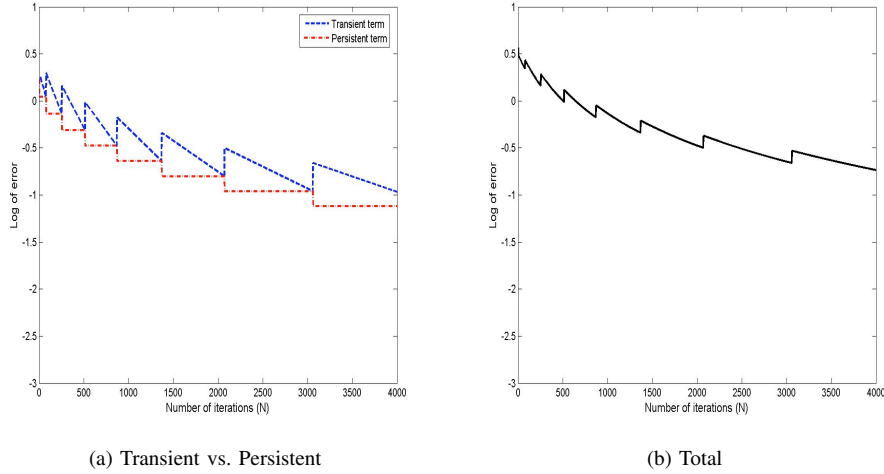 1
0.5
0
-0.5
-1
-1.5
-2
-2.5
-3
Log of error
0 500 1000 1500 2000 2500 3000 3500 4000
Number of iterions (N)
Transient term
Persistent term
(a) Transient vs. Persistent
1
0.5
0
-0.5
-1
-1.5
-2
-2.5
-3
Log of error
0 500 1000 1500 2000 2500 3000 3500 4000
Number of iterions (N)
(b) Total